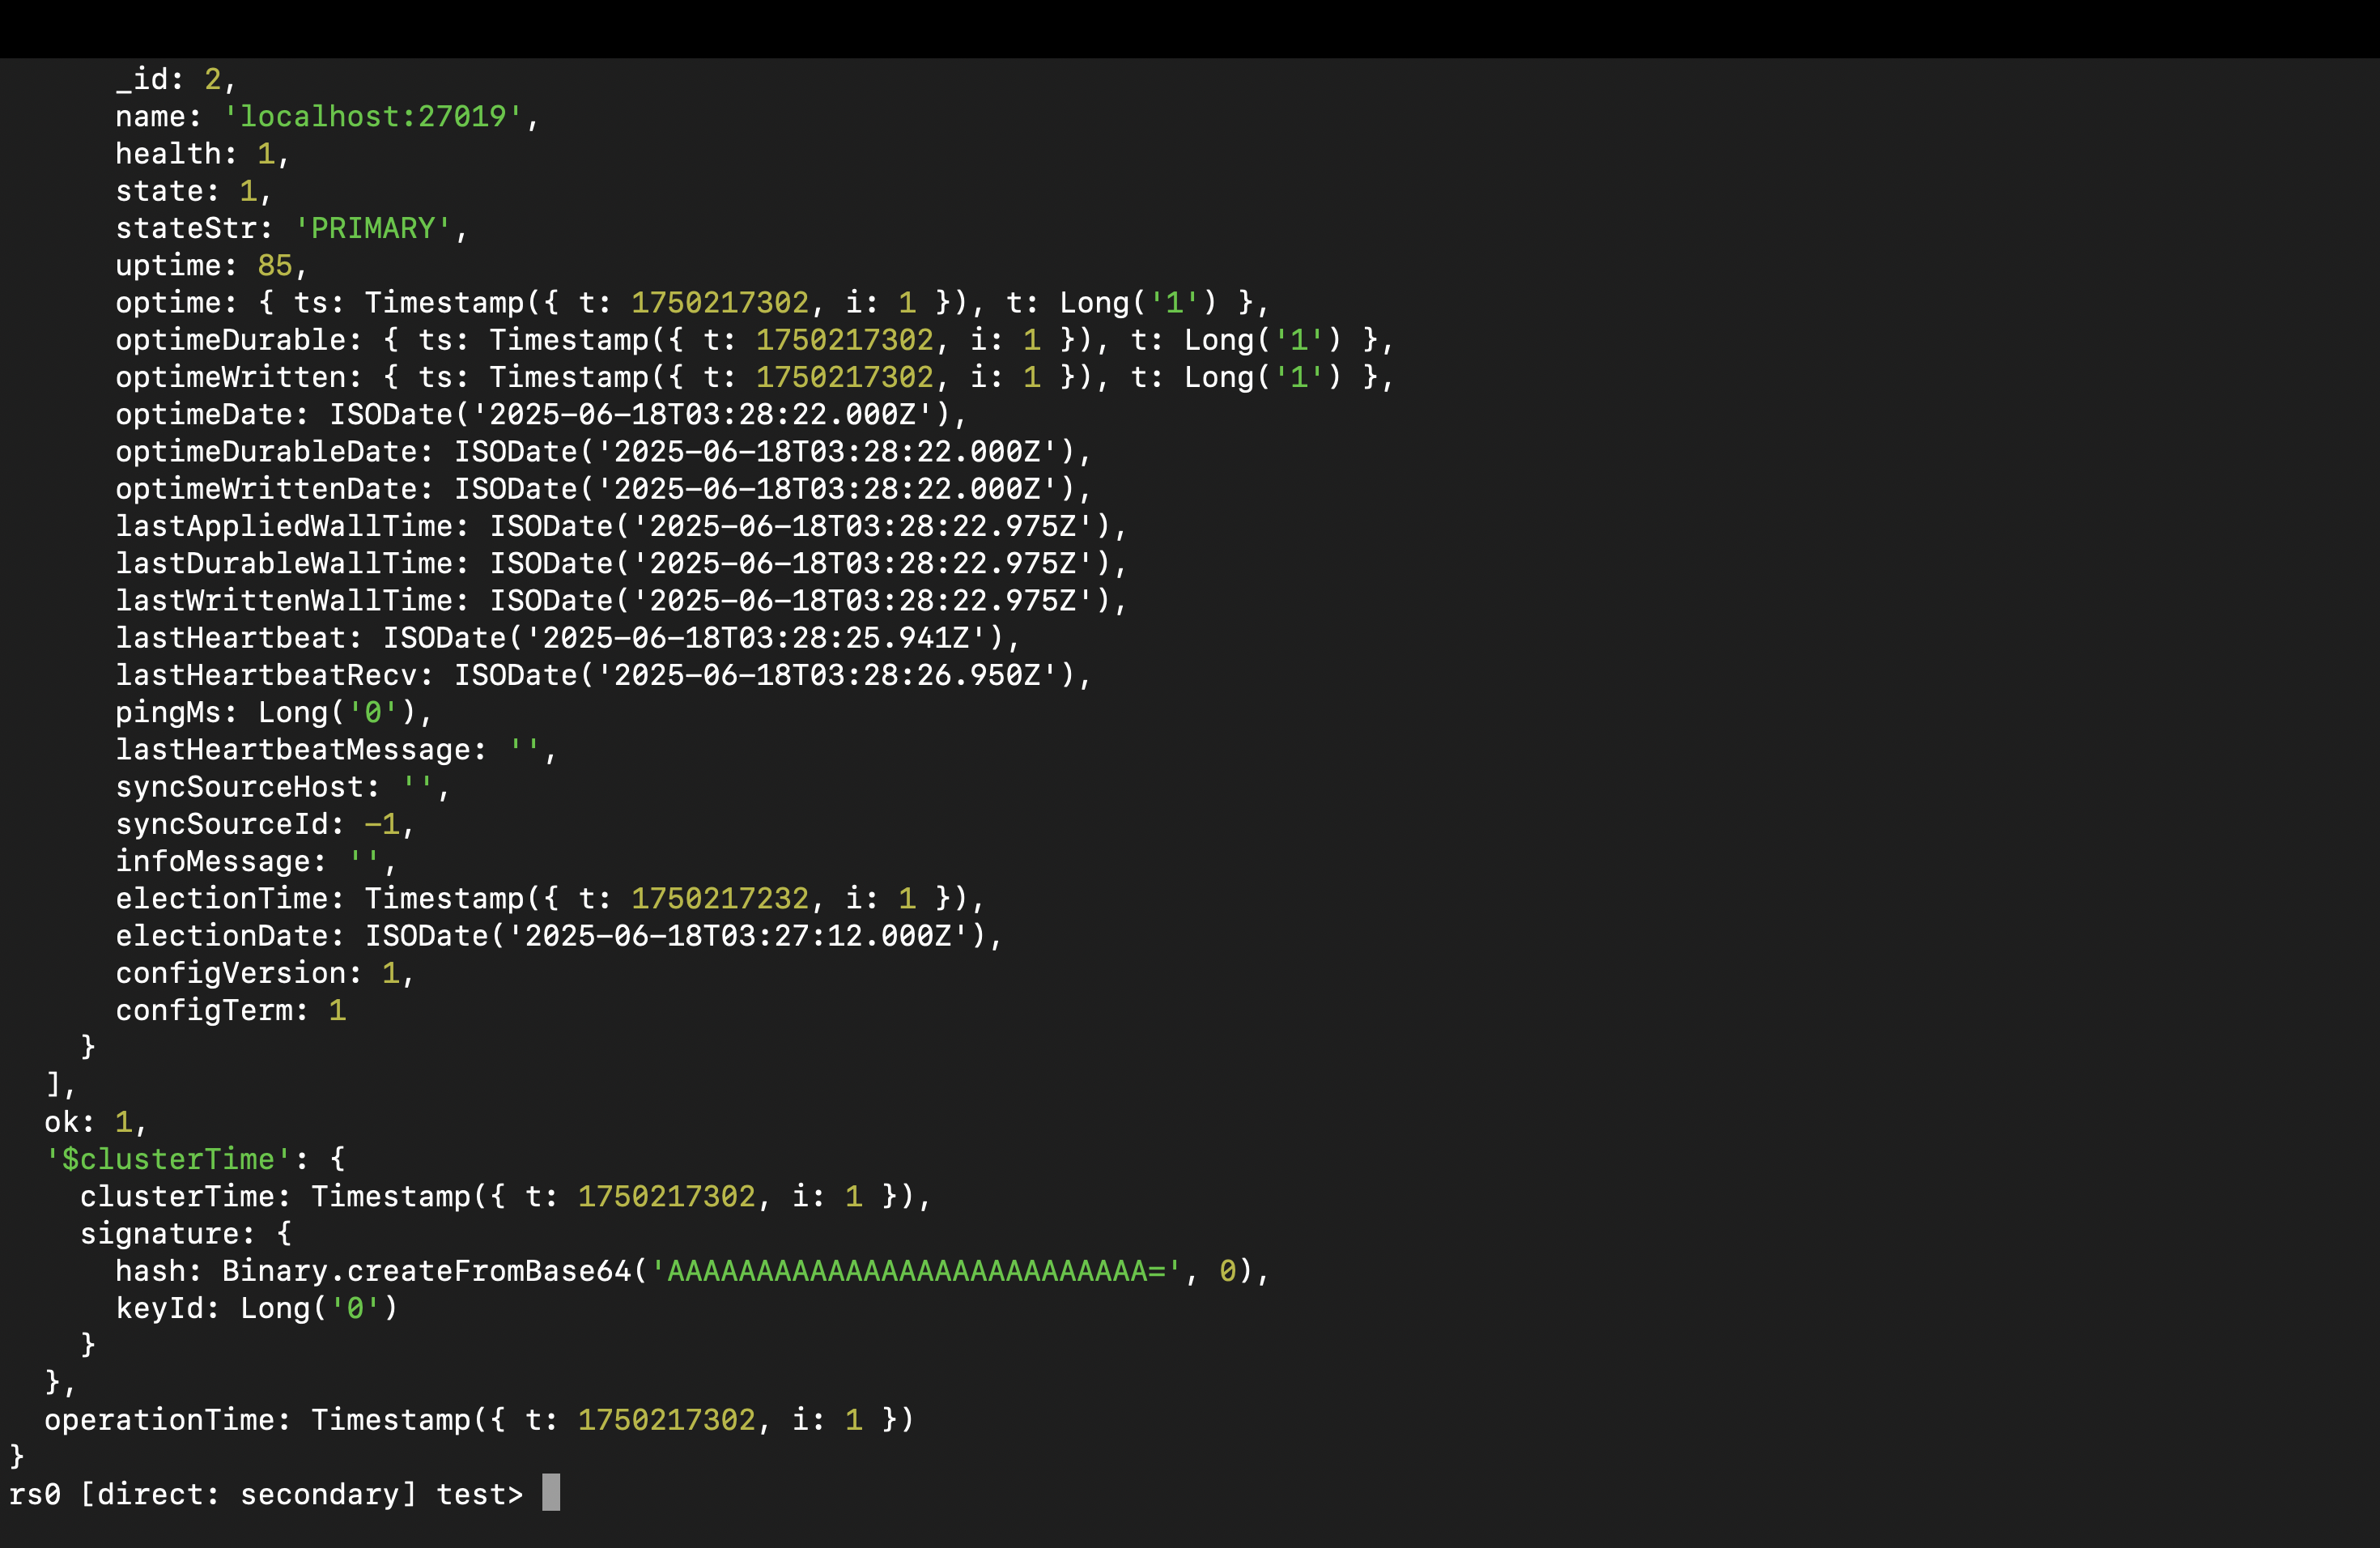 _id: 2,
name: 'localhost:27019',
health: 1,
state: 1,
stateStr: 'PRIMARY',
uptime: 85,
optime: { ts: Timestamp({ t: 1750217302, i: 1 }), t: Long('1') },
optimeDurable: { ts: Timestamp({ t: 1750217302, i: 1 }), t: Long('1') },
optimeWritten: { ts: Timestamp({ t: 1750217302, i: 1 }), t: Long('1') },
optimeDate: ISODate('2025-06-18T03:28:22.000Z'),
optimeDurableDate: ISODate('2025-06-18T03:28:22.000Z'),
optimeWrittenDate: ISODate('2025-06-18T03:28:22.000Z'),
lastAppliedWallTime: ISODate('2025-06-18T03:28:22.975Z'),
lastDurableWallTime: ISODate('2025-06-18T03:28:22.975Z'),
lastWrittenWallTime: ISODate('2025-06-18T03:28:22.975Z'),
lastHeartbeat: ISODate('2025-06-18T03:28:25.941Z'),
lastHeartbeatRecv: ISODate('2025-06-18T03:28:26.950Z'),
pingMs: Long('0'),
lastHeartbeatMessage: '',
syncSourceHost: '',
syncSourceId: -1,
infoMessage: '',
electionTime: Timestamp({ t: 1750217232, i: 1 }),
electionDate: ISODate('2025-06-18T03:27:12.000Z'),
configVersion: 1,
configTerm: 1
}
],
ok: 1,
'$clusterTime': {
clusterTime: Timestamp({ t: 1750217302, i: 1 }),
signature: {
hash: Binary.createFromBase64('AAAAAAAAAAAAAAAAAAAAAAAAAAA=', 0),
keyId: Long('0')
}
},
operationTime: Timestamp({ t: 1750217302, i: 1 })
}
rs0 [direct: secondary] test>